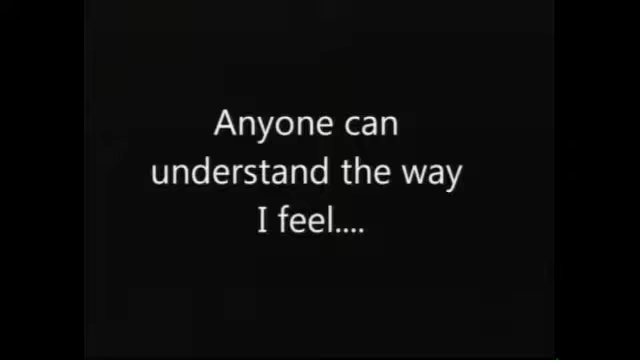 Anyone can
understand the way
I feel....